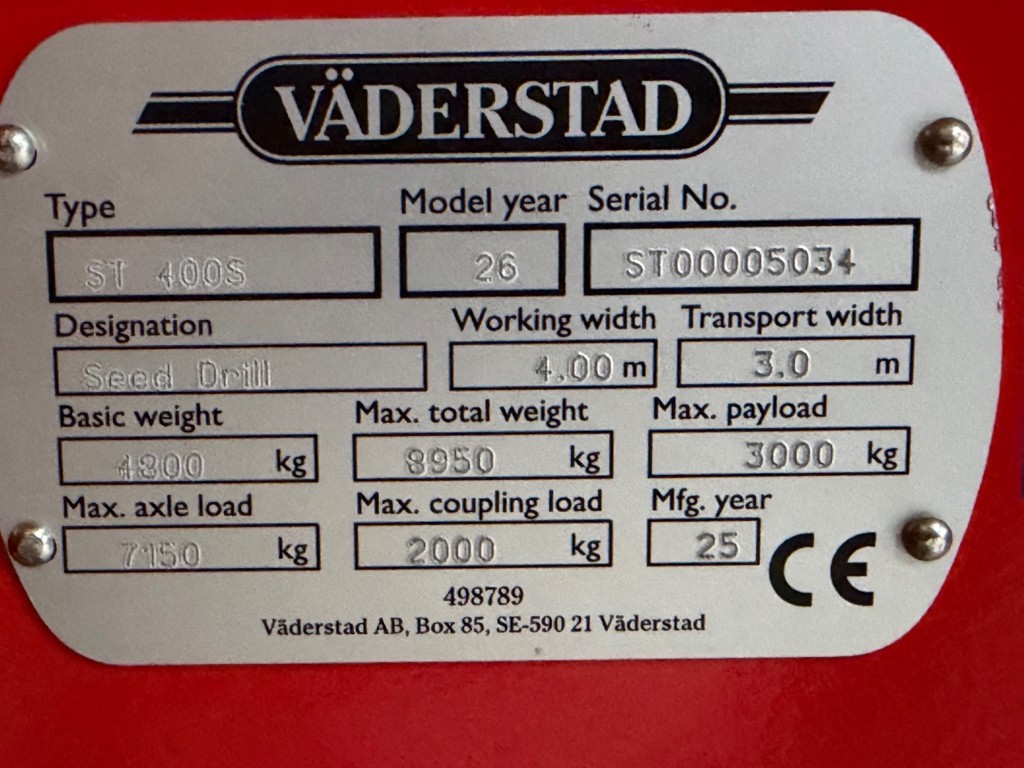 VÄDERSTAD
Type Model year Serial No.
ST 400S 26 ST00005034
Designation Working width Transport width
Seed Drill 4.00 m 3.0 m
Basic weight Max. total weight Max. payload
4800 kg 8950 kg 3000 kg
Max. axle load Max. coupling load Mfg. year
7150 kg 2000 kg 25 CE
498789
Väderstad AB, Box 85, SE-590 21 Väderstad